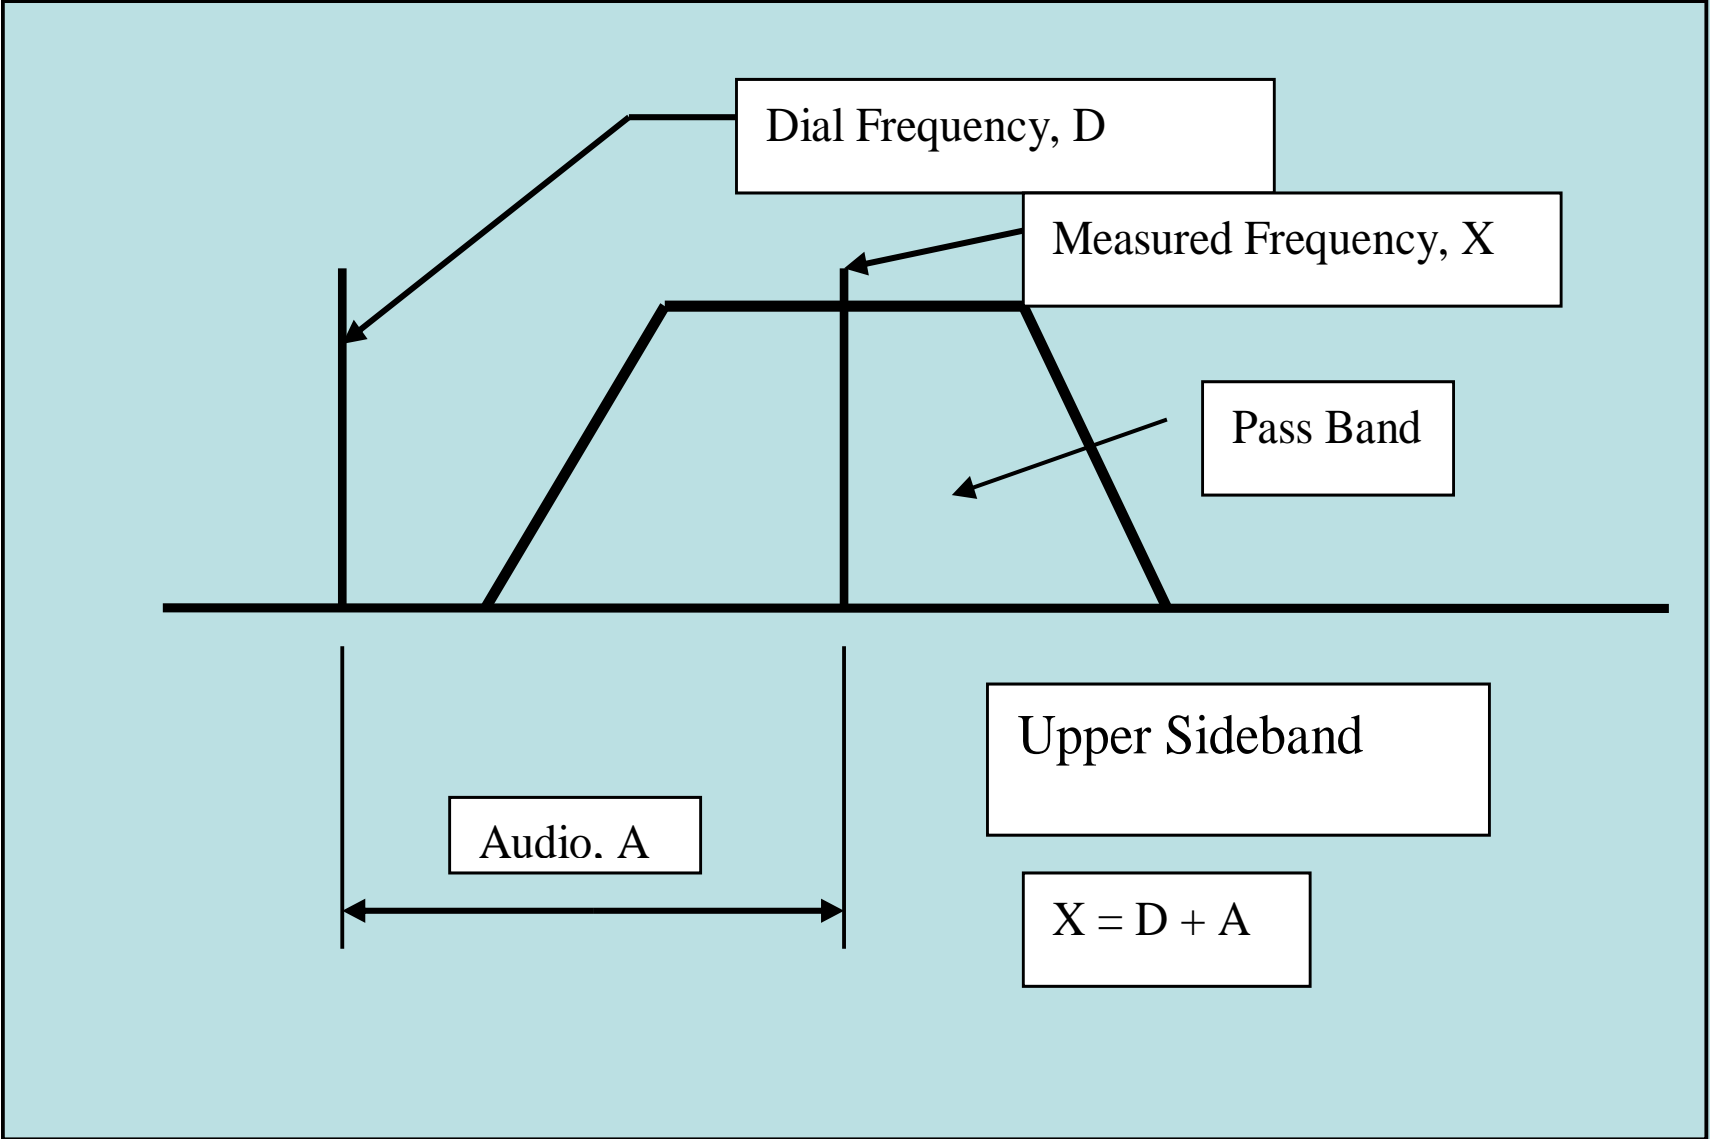 Dial Frequency, D
Measured Frequency, X
Pass Band
Upper Sideband
Audio, A
X = D + A